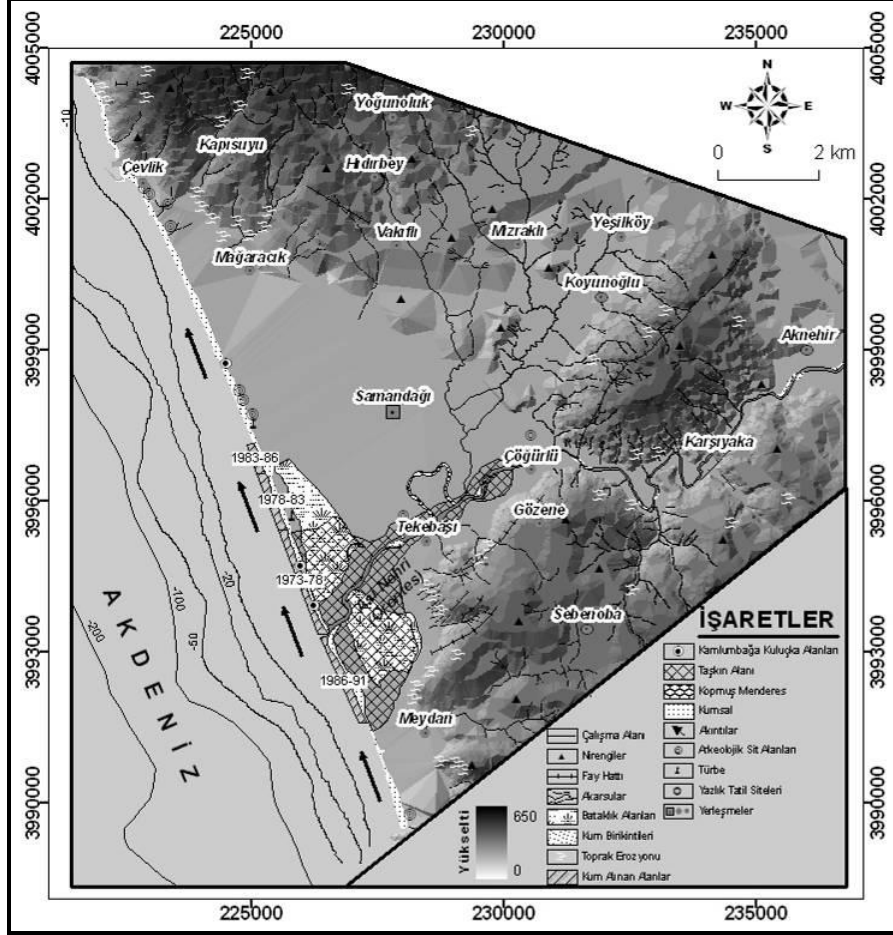 225000 230000 235000
4005000
4005000
N
W E
S
0 2 km
-10
Yoğunoluk
Kapısuyu
Hıdırbey
Çevlik
4002000
4002000
Vakıflı
Mızraklı
Yeşilköy
Mağaracık
Koyunoğlu
3999000
3999000
Aknehir
Samandağı
Karşıyaka
Çöğürlü
1983-86
3996000
3996000
1978-83
Gözene
Tekebaşı
1973-78
-20
-100
-50
-200
AKDENİZ
Nehri
Sebenoba
3993000
3993000
1986-91
Meydan
İŞARETLER
Kamlumbağa Kuluçka Alanları
Taşkın Alanı
Kopmuş Menderes
Kumsal
Akıntılar
Arkeolojik Sit Alanları
Türbe
Yazlık Tatil Siteleri
Yerleşmeler
Çalışma Alanı
Nirengiler
Fay Hattı
Akarsular
Bataklık Alanları
Kum Birikintileri
Toprak Erozyonu
Kum Alınan Alanlar
Yükselti
650
0
3990000
3990000
225000 230000 235000